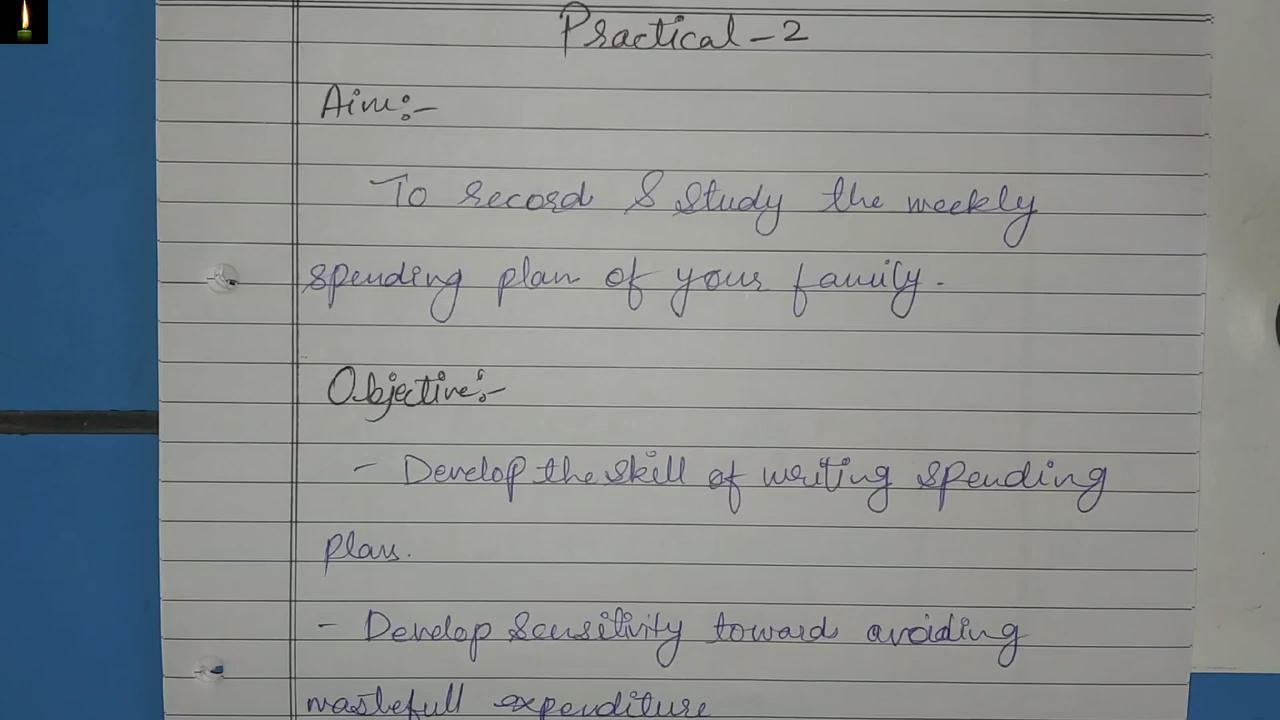 Practical - 2
Aim:-
To record & study the weekly
spending plan of your family.
Objective:-
- Develop the skill of writing spending
plan.
- Develop sensitivity toward avoiding
wastefull expenditure